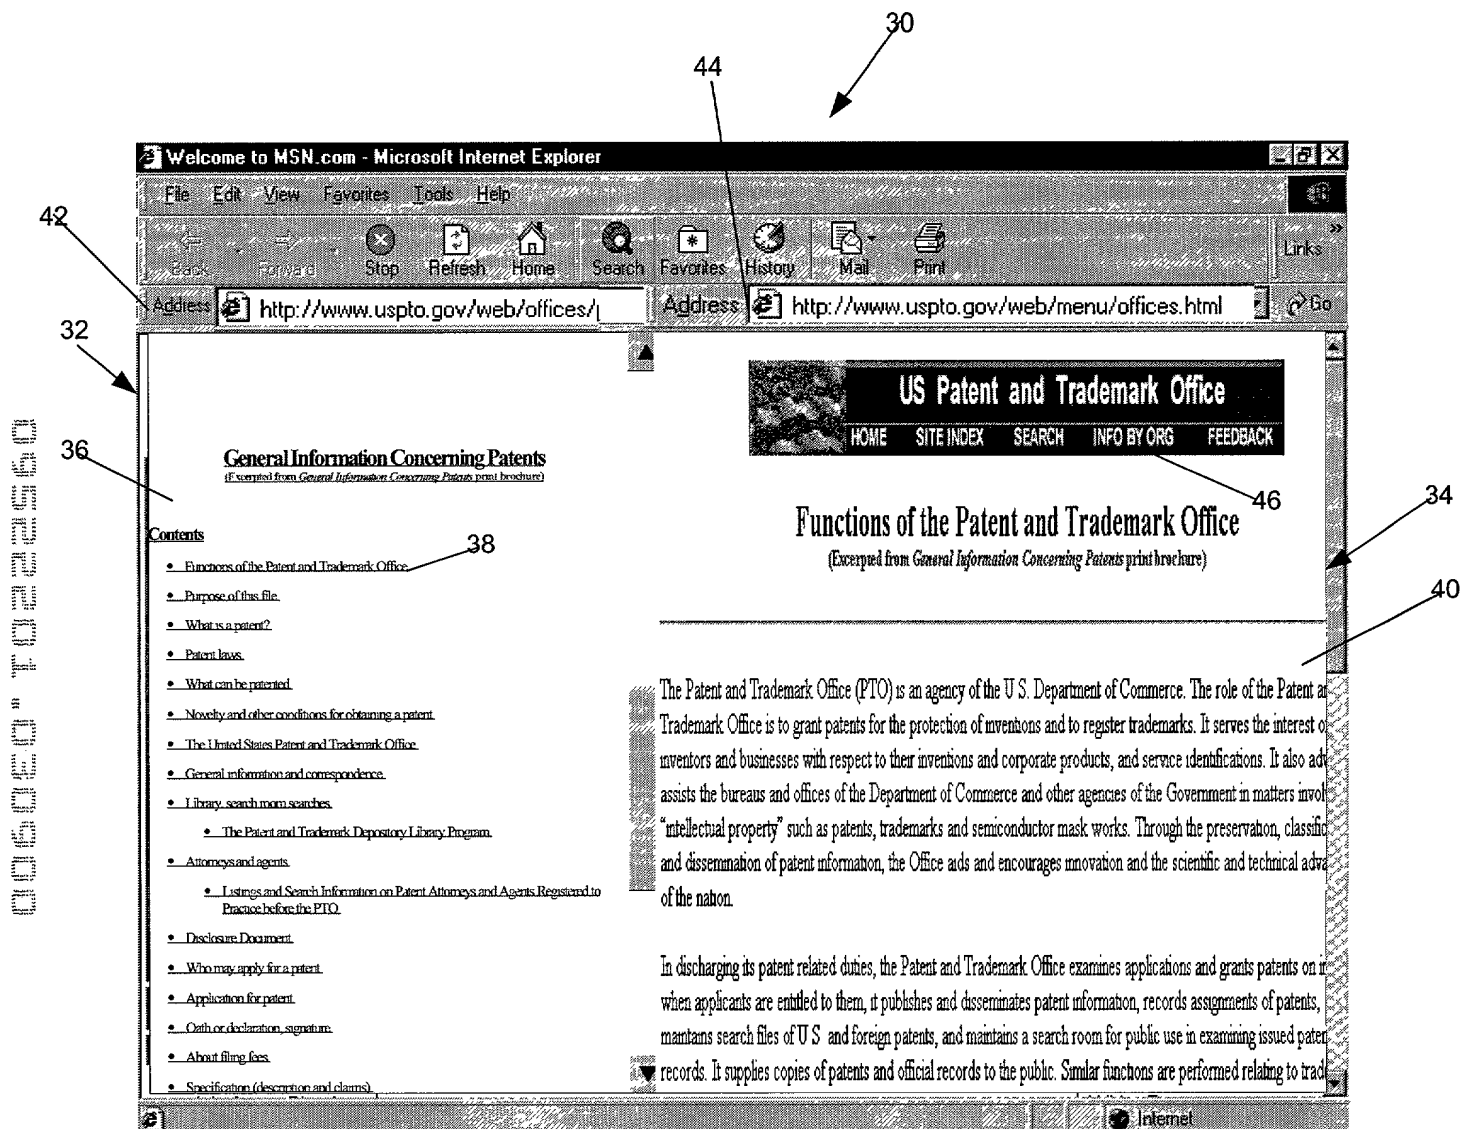 30
44
Welcome to MSN.com - Microsoft Internet Explorer
File Edit View Favorites Tools Help
42
Back Forward Stop Refresh Home Search Favorites History Mail Print Links »
Address http://www.uspto.gov/web/offices/p Address http://www.uspto.gov/web/menu/offices.html Go
32
US Patent and Trademark Office
HOME SITE INDEX SEARCH INFO BY ORG FEEDBACK
36
General Information Concerning Patents
(Excerpted from General Information Concerning Patents print brochure)
46
34
Functions of the Patent and Trademark Office
(Excerpted from General Information Concerning Patents print brochure)
40
Contents
38
• Functions of the Patent and Trademark Office
• Purpose of this file
• What is a patent?
• Patent laws
• What can be patented
• Novelty and other conditions for obtaining a patent
• The United States Patent and Trademark Office
• General information and correspondence
• Library, search room searches
• The Patent and Trademark Depository Library Program
• Attorneys and agents
• Listings and Search Information on Patent Attorneys and Agents Registered to
Practice before the PTO
• Disclosure Document
• Who may apply for a patent
• Application for patent
• Oath or declaration, signature
• About filing fees
• Specification (description and claims)
The Patent and Trademark Office (PTO) is an agency of the U S. Department of Commerce. The role of the Patent an
Trademark Office is to grant patents for the protection of inventions and to register trademarks. It serves the interest o
inventors and businesses with respect to their inventions and corporate products, and service identifications. It also adv
assists the bureaus and offices of the Department of Commerce and other agencies of the Government in matters invol
"intellectual property" such as patents, trademarks and semiconductor mask works. Through the preservation, classific
and dissemination of patent information, the Office aids and encourages innovation and the scientific and technical adva
of the nation.
In discharging its patent related duties, the Patent and Trademark Office examines applications and grants patents on in
when applicants are entitled to them, it publishes and disseminates patent information, records assignments of patents,
maintains search files of U S and foreign patents, and maintains a search room for public use in examining issued paten
records. It supplies copies of patents and official records to the public. Similar functions are performed relating to trad
Internet
09522201.030900